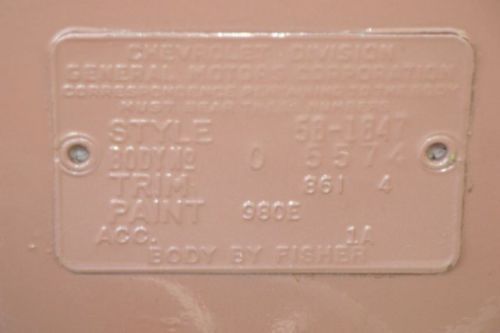 CHEVROLET DIVISION
GENERAL MOTORS CORPORATION
CORRESPONDENCE PERTAINING TO THE BODY
MUST BEAR THESE NUMBERS
STYLE 58-1847
BODY NO 0 5574
TRIM 861 4
PAINT 980E
ACC. 1A
BODY BY FISHER